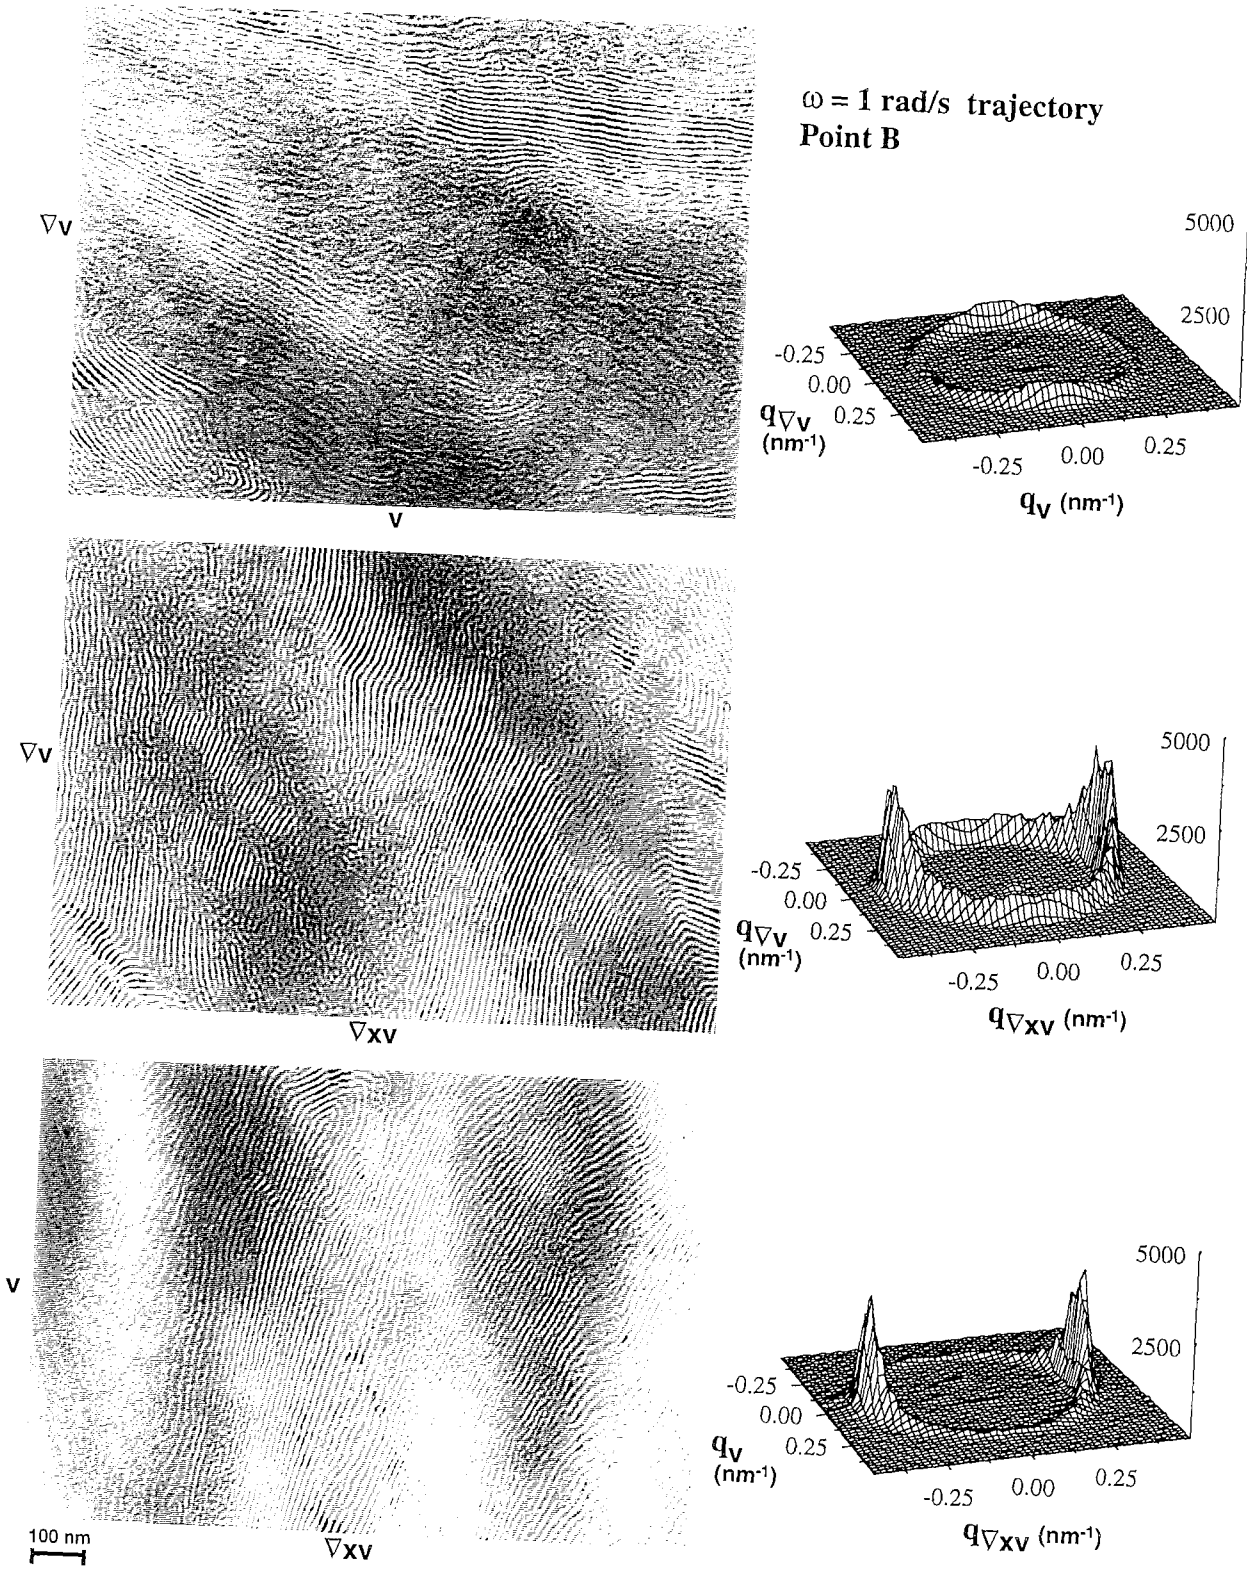 ω = 1 rad/s trajectory
Point B
∇v
v
5000
2500
-0.25
0.00
0.25
q∇v
(nm-1)
-0.25
0.00
0.25
qv (nm-1)
∇v
∇xv
5000
2500
-0.25
0.00
0.25
q∇v
(nm-1)
-0.25
0.00
0.25
q∇xv (nm-1)
v
∇xv
100 nm
5000
2500
-0.25
0.00
0.25
qv
(nm-1)
-0.25
0.00
0.25
q∇xv (nm-1)